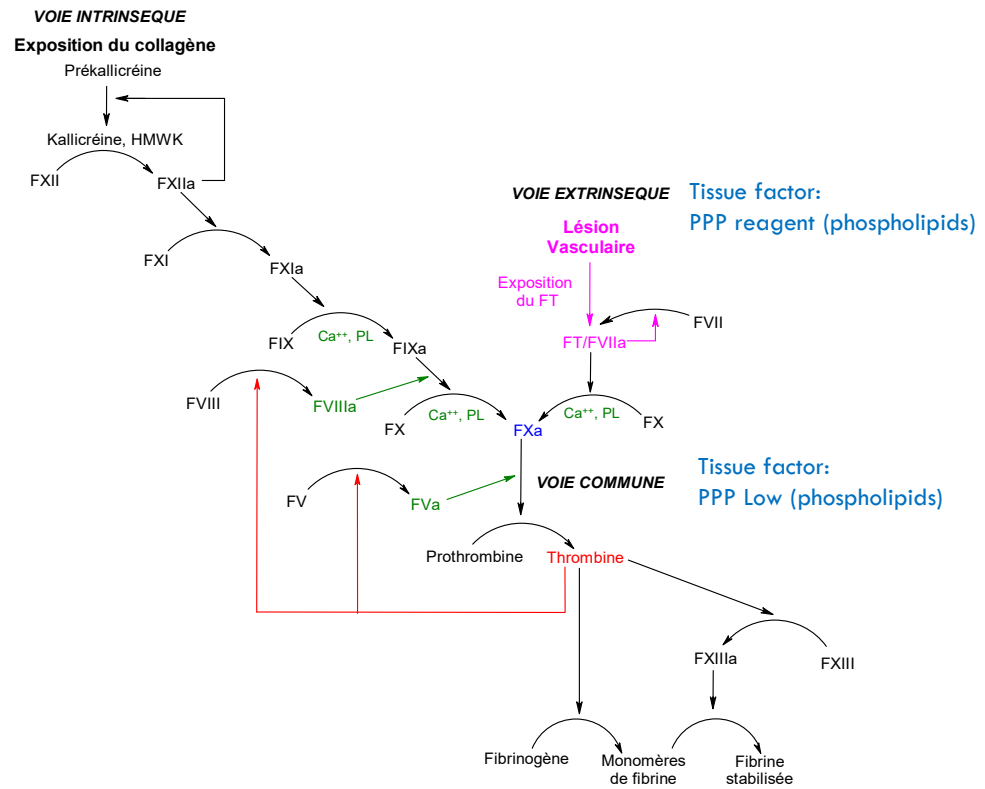 VOIE INTRINSEQUE
Exposition du collagène
Prékallicréine
Kallicréine, HMWK
FXII
FXIIa
FXI
FXIa
FIX
Ca⁺⁺, PL
FIXa
FVIII
FVIIIa
FX
Ca⁺⁺, PL
FXa
VOIE EXTRINSEQUE
Tissue factor:
PPP reagent (phospholipids)
Lésion
Vasculaire
Exposition
du FT
FVII
FT/FVIIa
Ca⁺⁺, PL
FX
VOIE COMMUNE
Tissue factor:
PPP Low (phospholipids)
FV
FVa
Prothrombine
Thrombine
FXIIIa
FXIII
Fibrinogène
Monomères
de fibrine
Fibrine
stabilisée